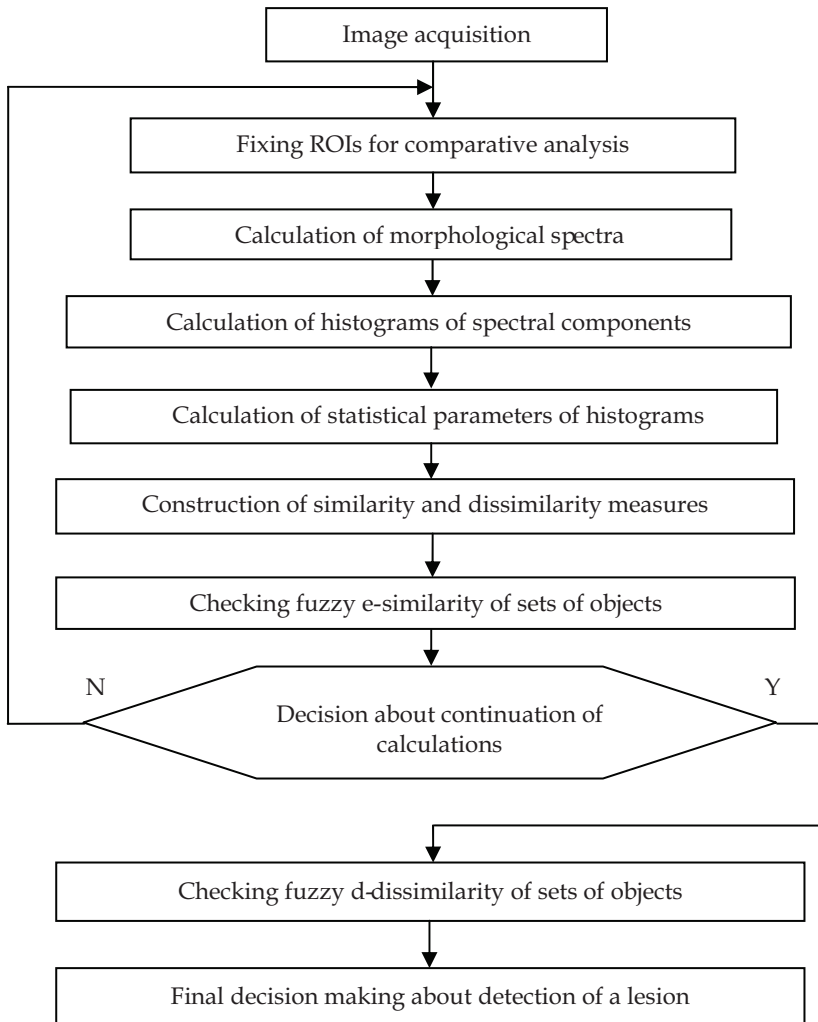 Image acquisition
Fixing ROIs for comparative analysis
Calculation of morphological spectra
Calculation of histograms of spectral components
Calculation of statistical parameters of histograms
Construction of similarity and dissimilarity measures
Checking fuzzy e-similarity of sets of objects
N
Y
Decision about continuation of
calculations
Checking fuzzy d-dissimilarity of sets of objects
Final decision making about detection of a lesion